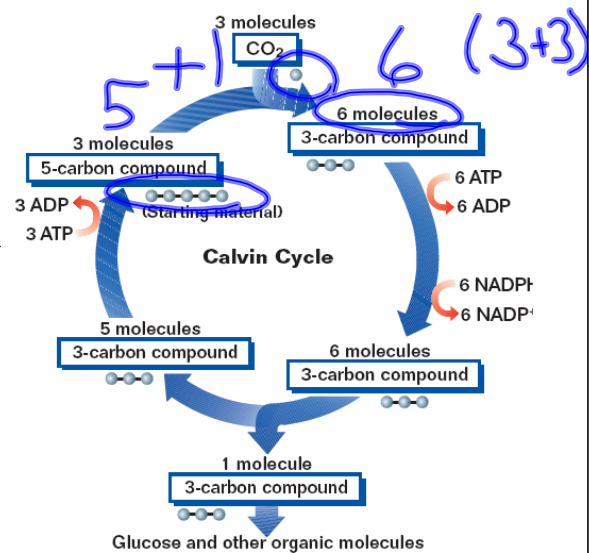 3 molecules
CO₂
5 + 1
6
(3+3)
6 molecules
3-carbon compound
3 molecules
5-carbon compound
(Starting material)
3 ADP
3 ATP
6 ATP
6 ADP
Calvin Cycle
6 NADPH
6 NADP+
5 molecules
3-carbon compound
6 molecules
3-carbon compound
1 molecule
3-carbon compound
Glucose and other organic molecules